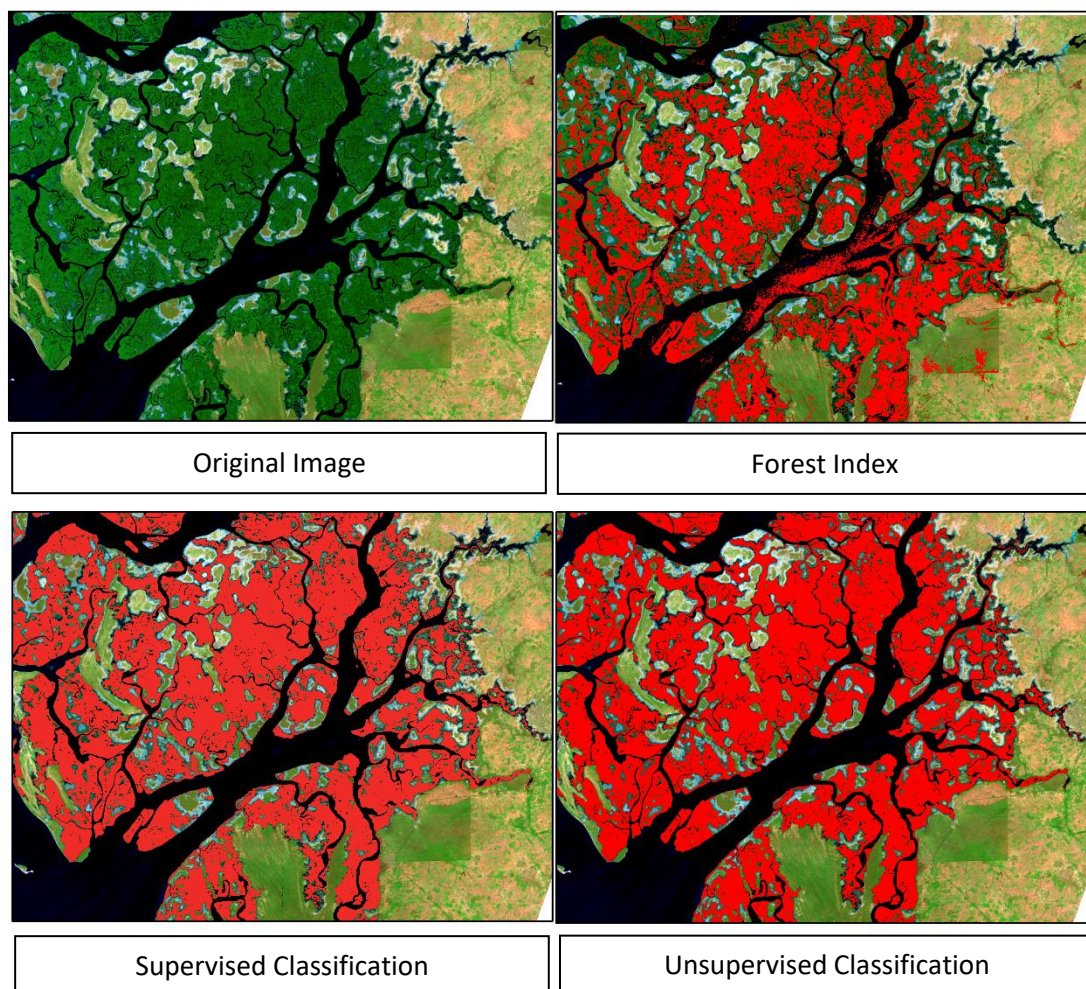 Original Image
Forest Index
Supervised Classification
Unsupervised Classification